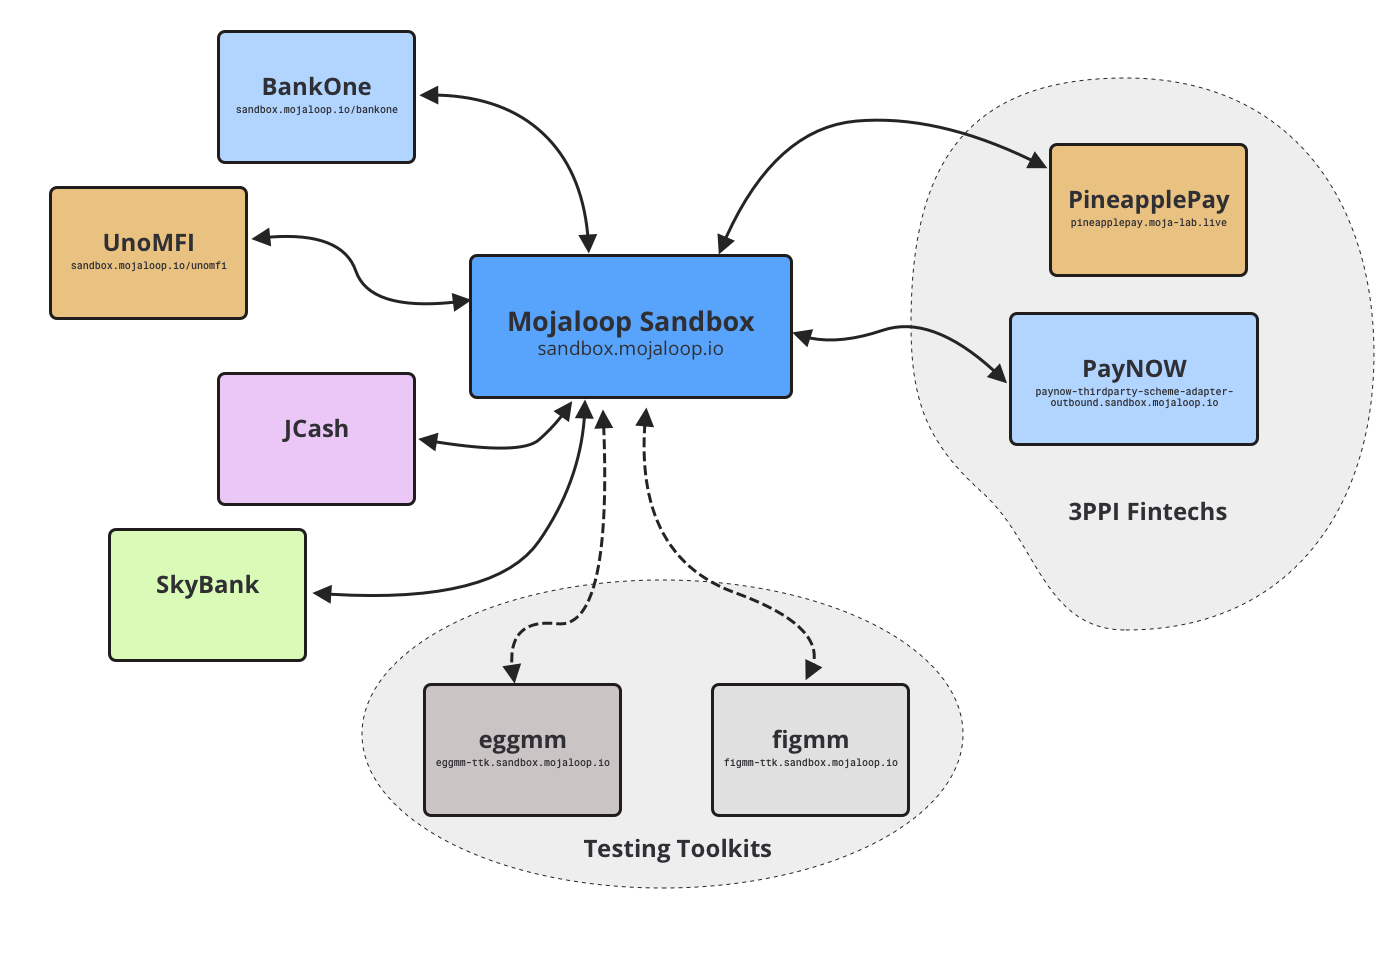 BankOne
sandbox.mojaloop.io/bankone
UnoMFI
sandbox.mojaloop.io/unomfi
PineapplePay
pineapplepay.moja-lab.live
Mojaloop Sandbox
sandbox.mojaloop.io
PayNOW
paynow-thirdparty-scheme-adapter-
outbound.sandbox.mojaloop.io
JCash
3PPI Fintechs
SkyBank
eggmm
eggmm-ttk.sandbox.mojaloop.io
figmm
figmm-ttk.sandbox.mojaloop.io
Testing Toolkits